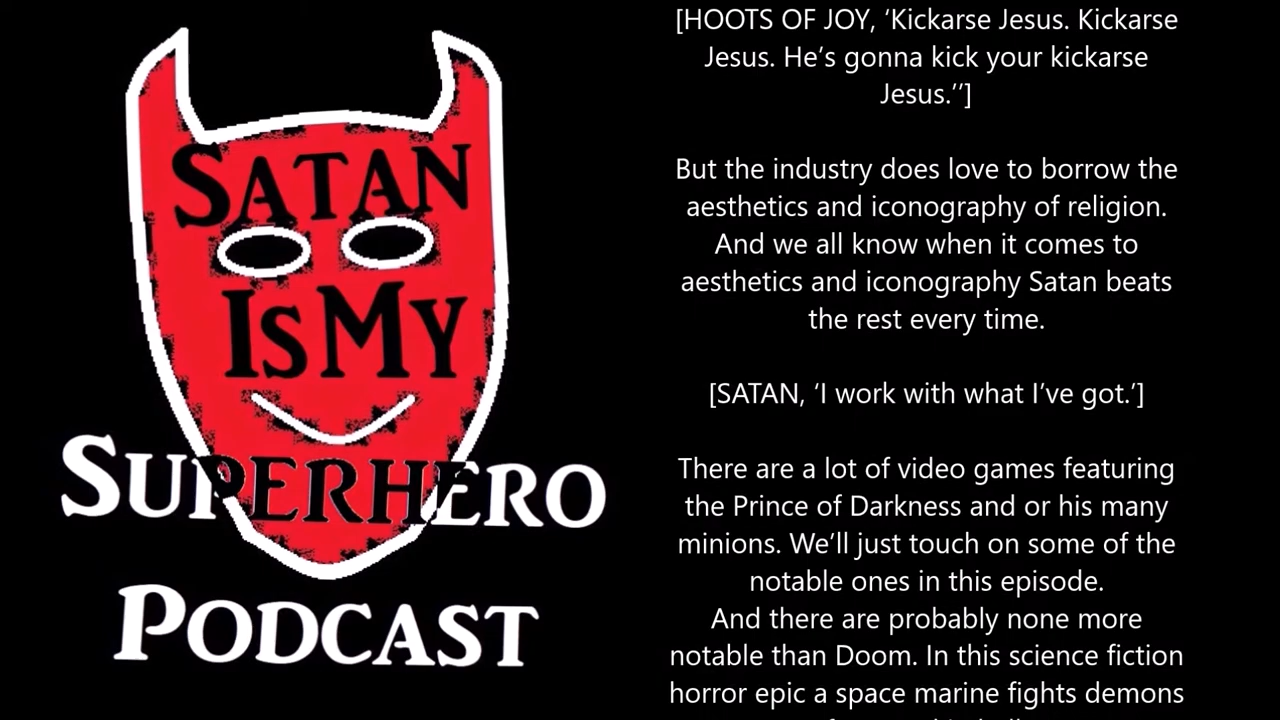 SATAN
IS MY
SUPERHERO
PODCAST
[HOOTS OF JOY, ‘Kickarse Jesus. Kickarse
Jesus. He’s gonna kick your kickarse
Jesus.’’]
But the industry does love to borrow the
aesthetics and iconography of religion.
And we all know when it comes to
aesthetics and iconography Satan beats
the rest every time.
[SATAN, ‘I work with what I’ve got.’]
There are a lot of video games featuring
the Prince of Darkness and or his many
minions. We’ll just touch on some of the
notable ones in this episode.
And there are probably none more
notable than Doom. In this science fiction
horror epic a space marine fights demons